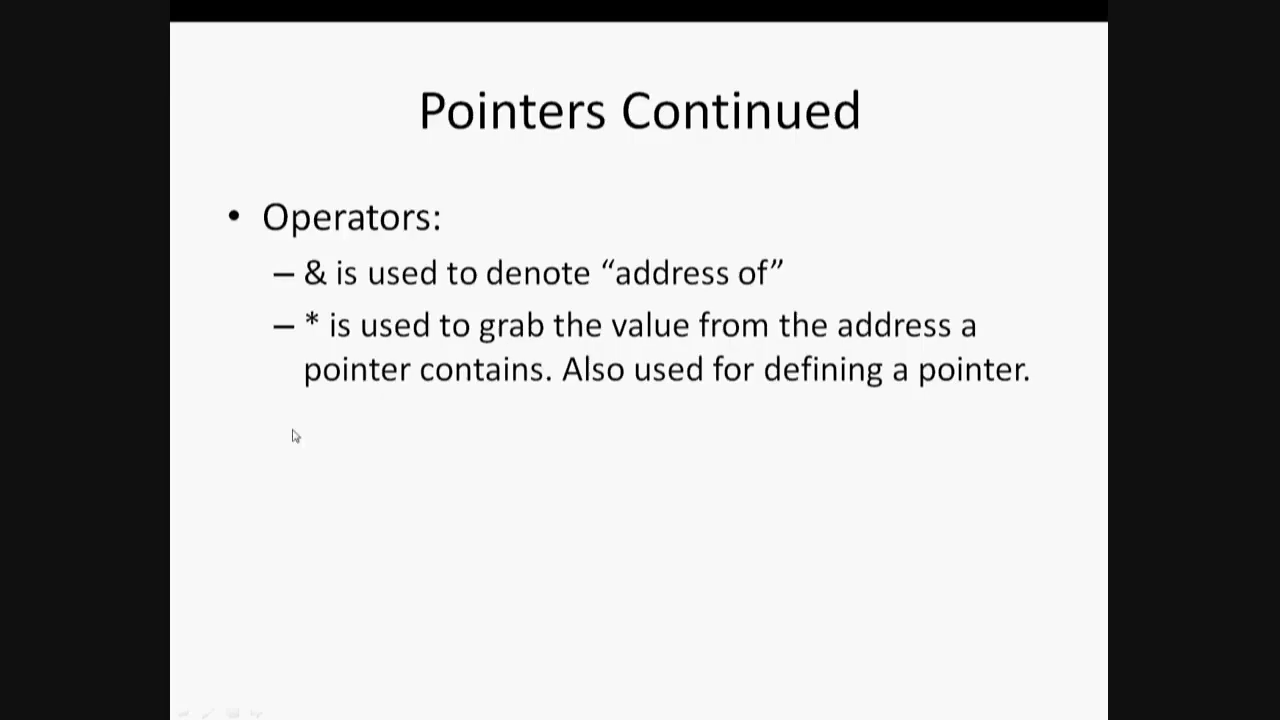 Pointers Continued
• Operators:
– & is used to denote “address of”
– * is used to grab the value from the address a
pointer contains. Also used for defining a pointer.